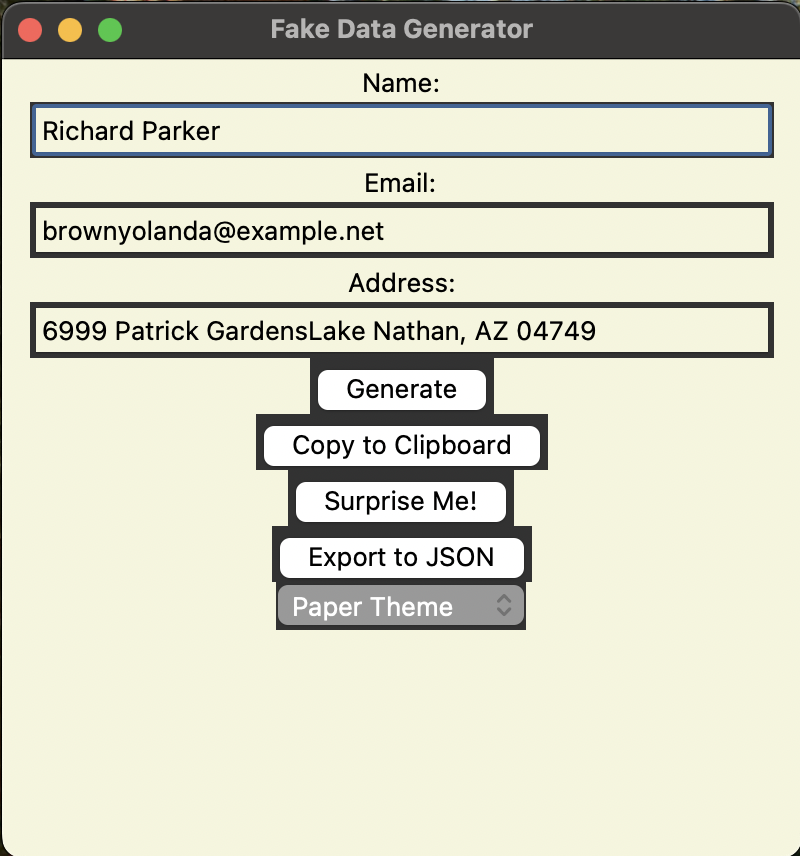 Fake Data Generator
Name:
Richard Parker
Email:
brownyolanda@example.net
Address:
6999 Patrick GardensLake Nathan, AZ 04749
Generate
Copy to Clipboard
Surprise Me!
Export to JSON
Paper Theme